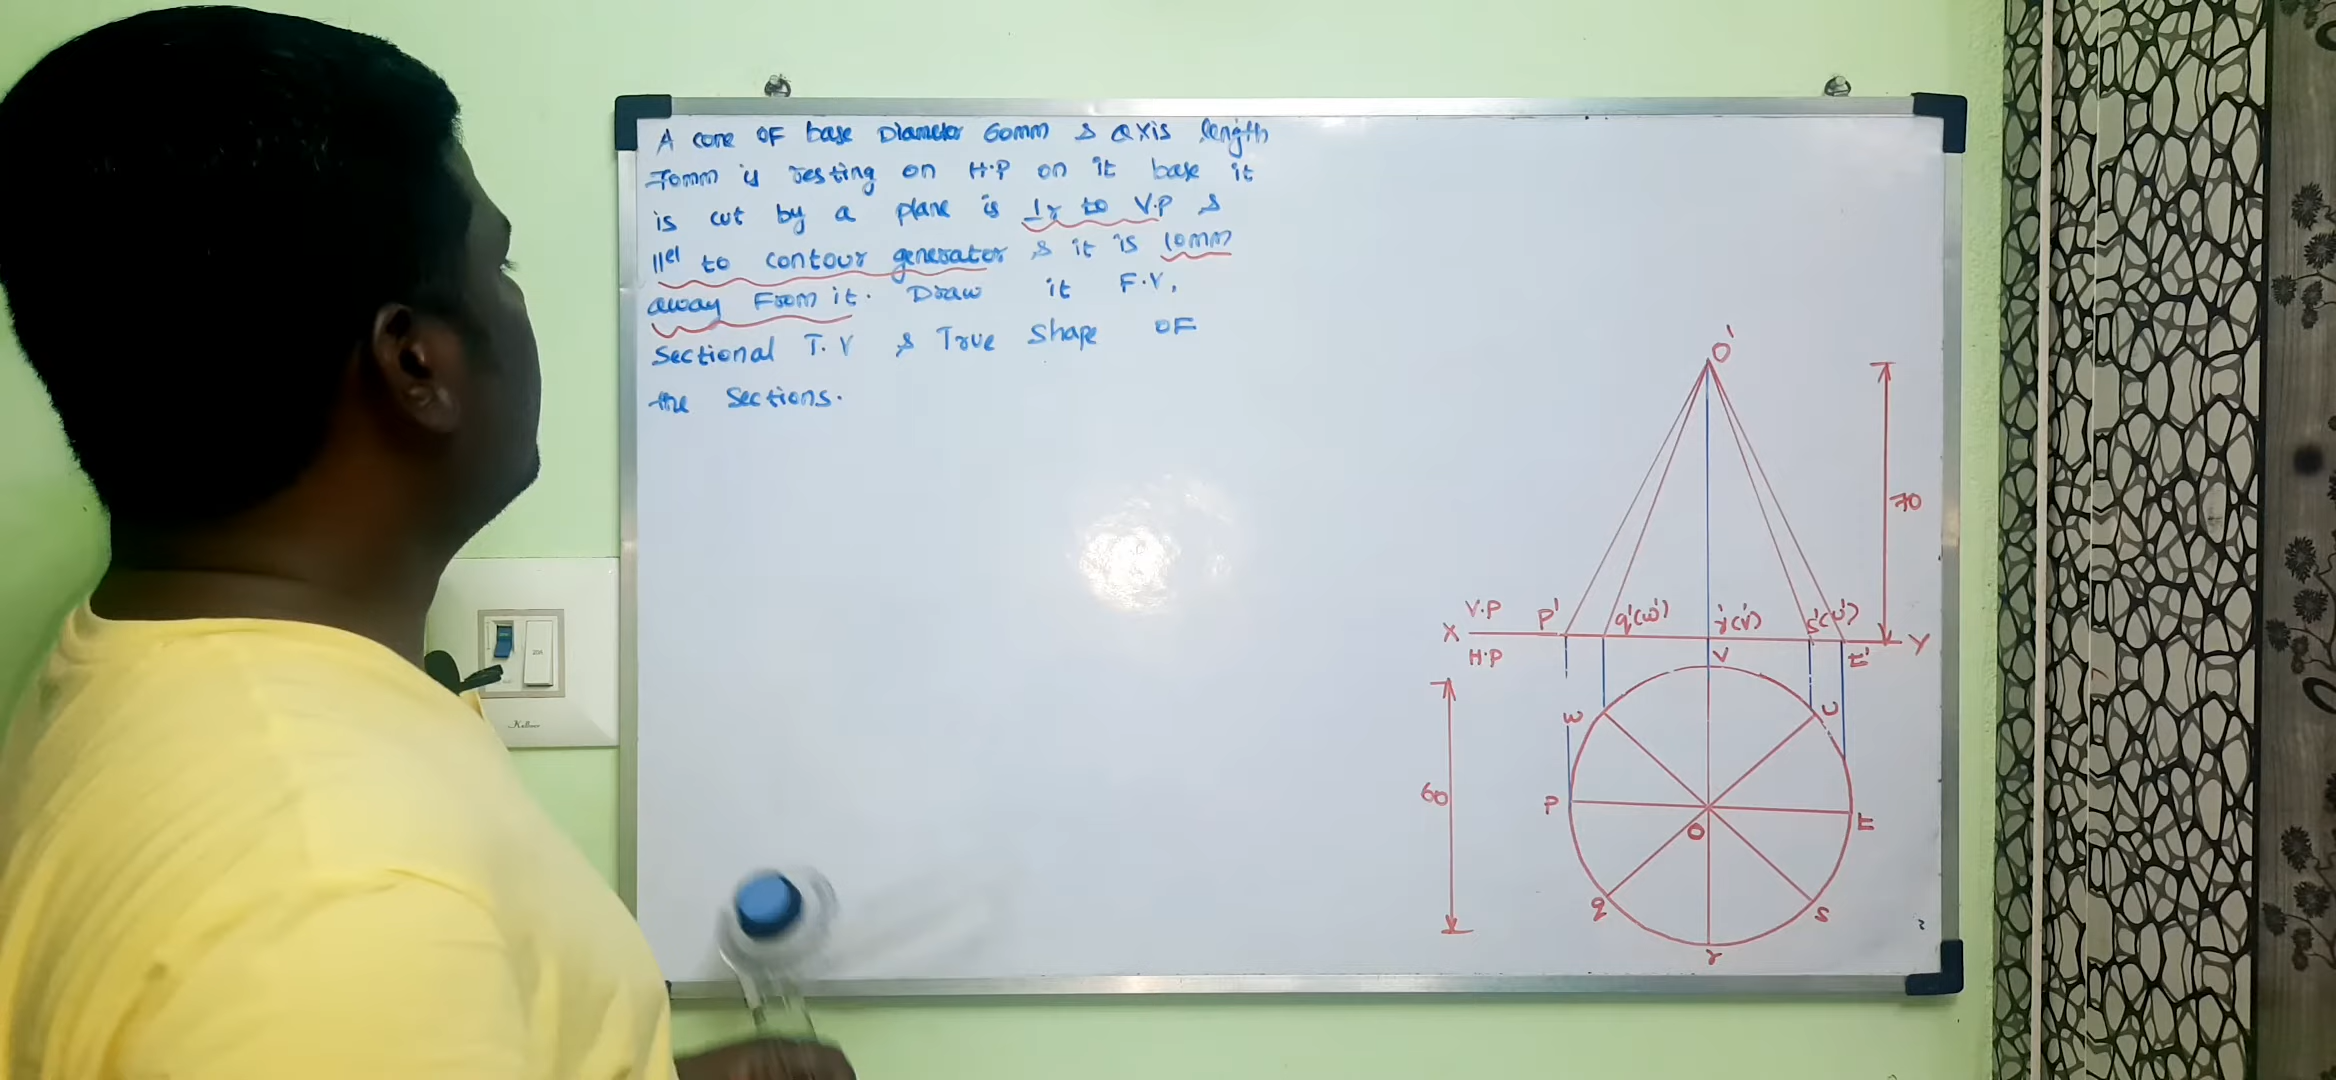 A cone OF base Diameter 60mm & axis length
70mm is resting on H.P on it base it
is cut by a plane is ⊥r to V.P &
llel to contour generator & it is 10mm
away From it. Draw it F.V,
Sectional T.V & True Shape OF
the Sections.
O'
70
X V.P P' q'(w') r'(v') s'(u') Y
H.P V t'
W U
60
P O t
q s
r
20A